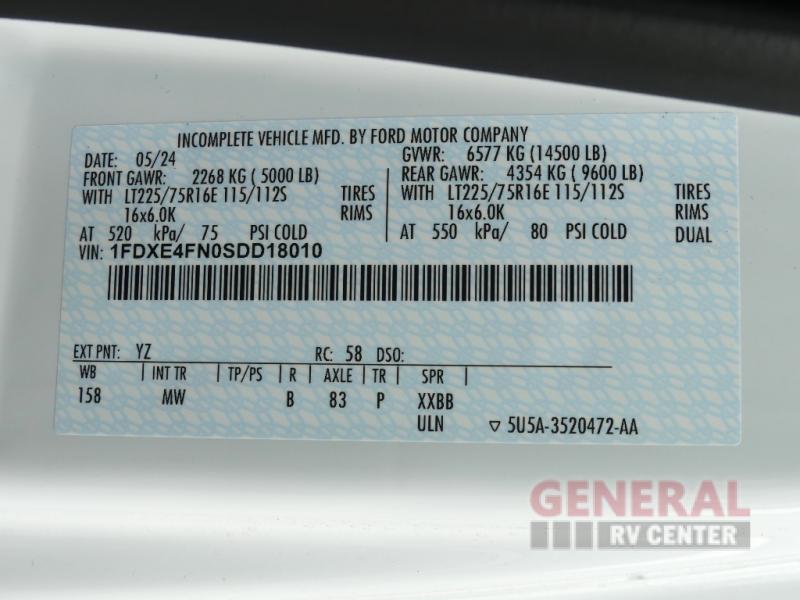 INCOMPLETE VEHICLE MFD. BY FORD MOTOR COMPANY
DATE: 05/24 GVWR: 6577 KG (14500 LB)
FRONT GAWR: 2268 KG ( 5000 LB) REAR GAWR: 4354 KG ( 9600 LB)
WITH LT225/75R16E 115/112S TIRES WITH LT225/75R16E 115/112S TIRES
16x6.0K RIMS 16x6.0K RIMS
AT 520 kPa/ 75 PSI COLD AT 550 kPa/ 80 PSI COLD DUAL
VIN: 1FDXE4FN0SDD18010
EXT PNT: YZ RC: 58 DSO:
WB INT TR TP/PS R AXLE TR SPR
158 MW B 83 P XXBB
ULN ▽ 5U5A-3520472-AA
GENERAL
RV CENTER